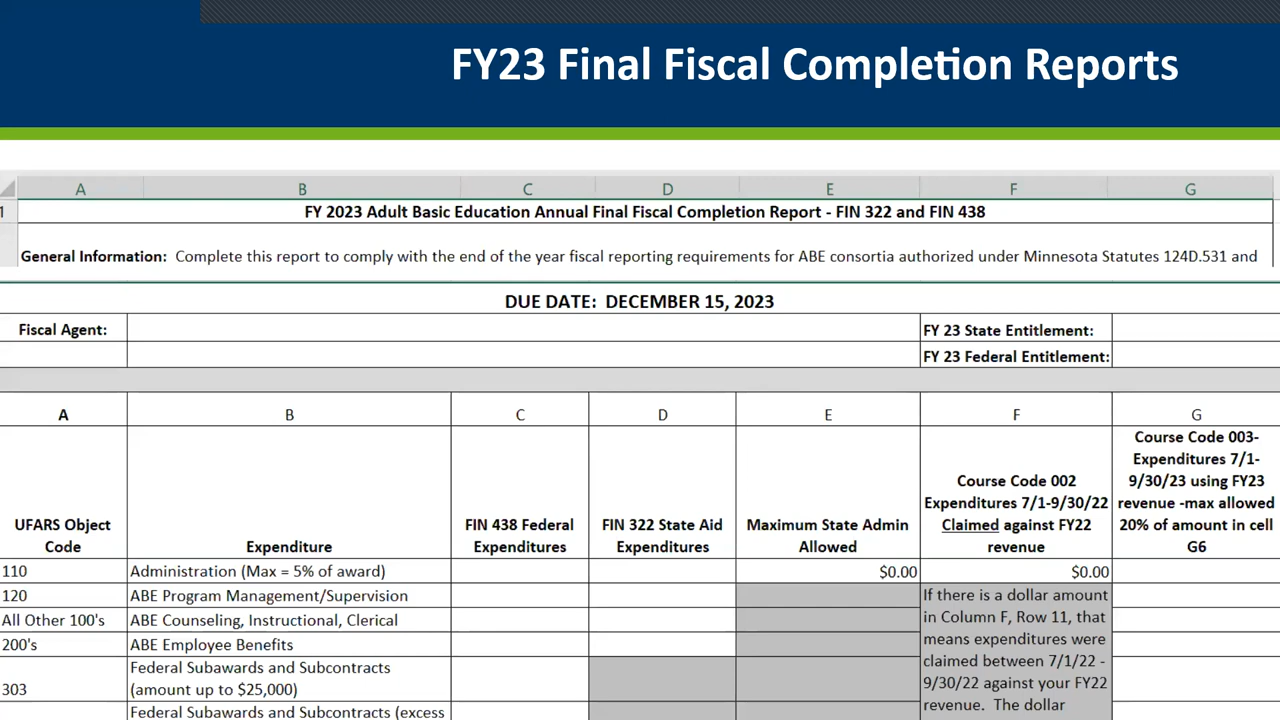 FY23 Final Fiscal Completion Reports
A B C D E F G
1 FY 2023 Adult Basic Education Annual Final Fiscal Completion Report - FIN 322 and FIN 438
General Information: Complete this report to comply with the end of the year fiscal reporting requirements for ABE consortia authorized under Minnesota Statutes 124D.531 and
DUE DATE: DECEMBER 15, 2023
Fiscal Agent: FY 23 State Entitlement:
FY 23 Federal Entitlement:
A B C D E F G
UFARS Object
Code
Expenditure
FIN 438 Federal
Expenditures
FIN 322 State Aid
Expenditures
Maximum State Admin
Allowed
Course Code 002
Expenditures 7/1-9/30/22
Claimed against FY22
revenue
Course Code 003-
Expenditures 7/1-
9/30/23 using FY23
revenue -max allowed
20% of amount in cell
G6
110 Administration (Max = 5% of award) $0.00 $0.00
120 ABE Program Management/Supervision
All Other 100's ABE Counseling, Instructional, Clerical
200's ABE Employee Benefits
303 Federal Subawards and Subcontracts
(amount up to $25,000)
Federal Subawards and Subcontracts (excess
If there is a dollar amount
in Column F, Row 11, that
means expenditures were
claimed between 7/1/22 -
9/30/22 against your FY22
revenue. The dollar